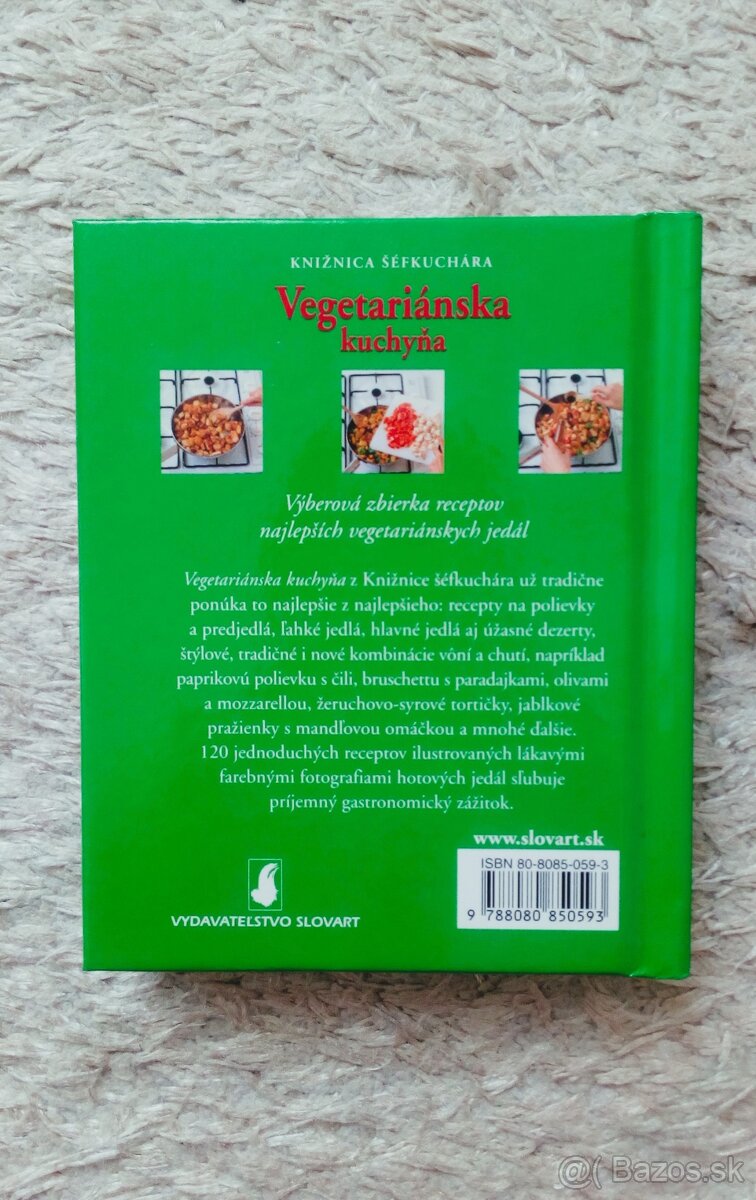 KNIŽNICA ŠÉFKUCHÁRA
Vegetariánska
kuchyňa
Výberová zbierka receptov
najlepších vegetariánskych jedál
Vegetariánska kuchyňa z Knižnice šéfkuchára už tradične
ponúka to najlepšie z najlepšieho: recepty na polievky
a predjedlá, ľahké jedlá, hlavné jedlá aj úžasné dezerty,
štýlové, tradičné i nové kombinácie vôní a chutí, napríklad
paprikovú polievku s čili, bruschettu s paradajkami, olivami
a mozzarellou, žeruchovo-syrové tortičky, jablkové
praženky s mandľovou omáčkou a mnohé ďalšie.
120 jednoduchých receptov ilustrovaných lákavými
farebnými fotografiami hotových jedál sľubuje
príjemný gastronomický zážitok.
www.slovart.sk
ISBN 80-8085-059-3
9 788080 850593
VYDAVATEĽSTVO SLOVART
@( Bazos.sk